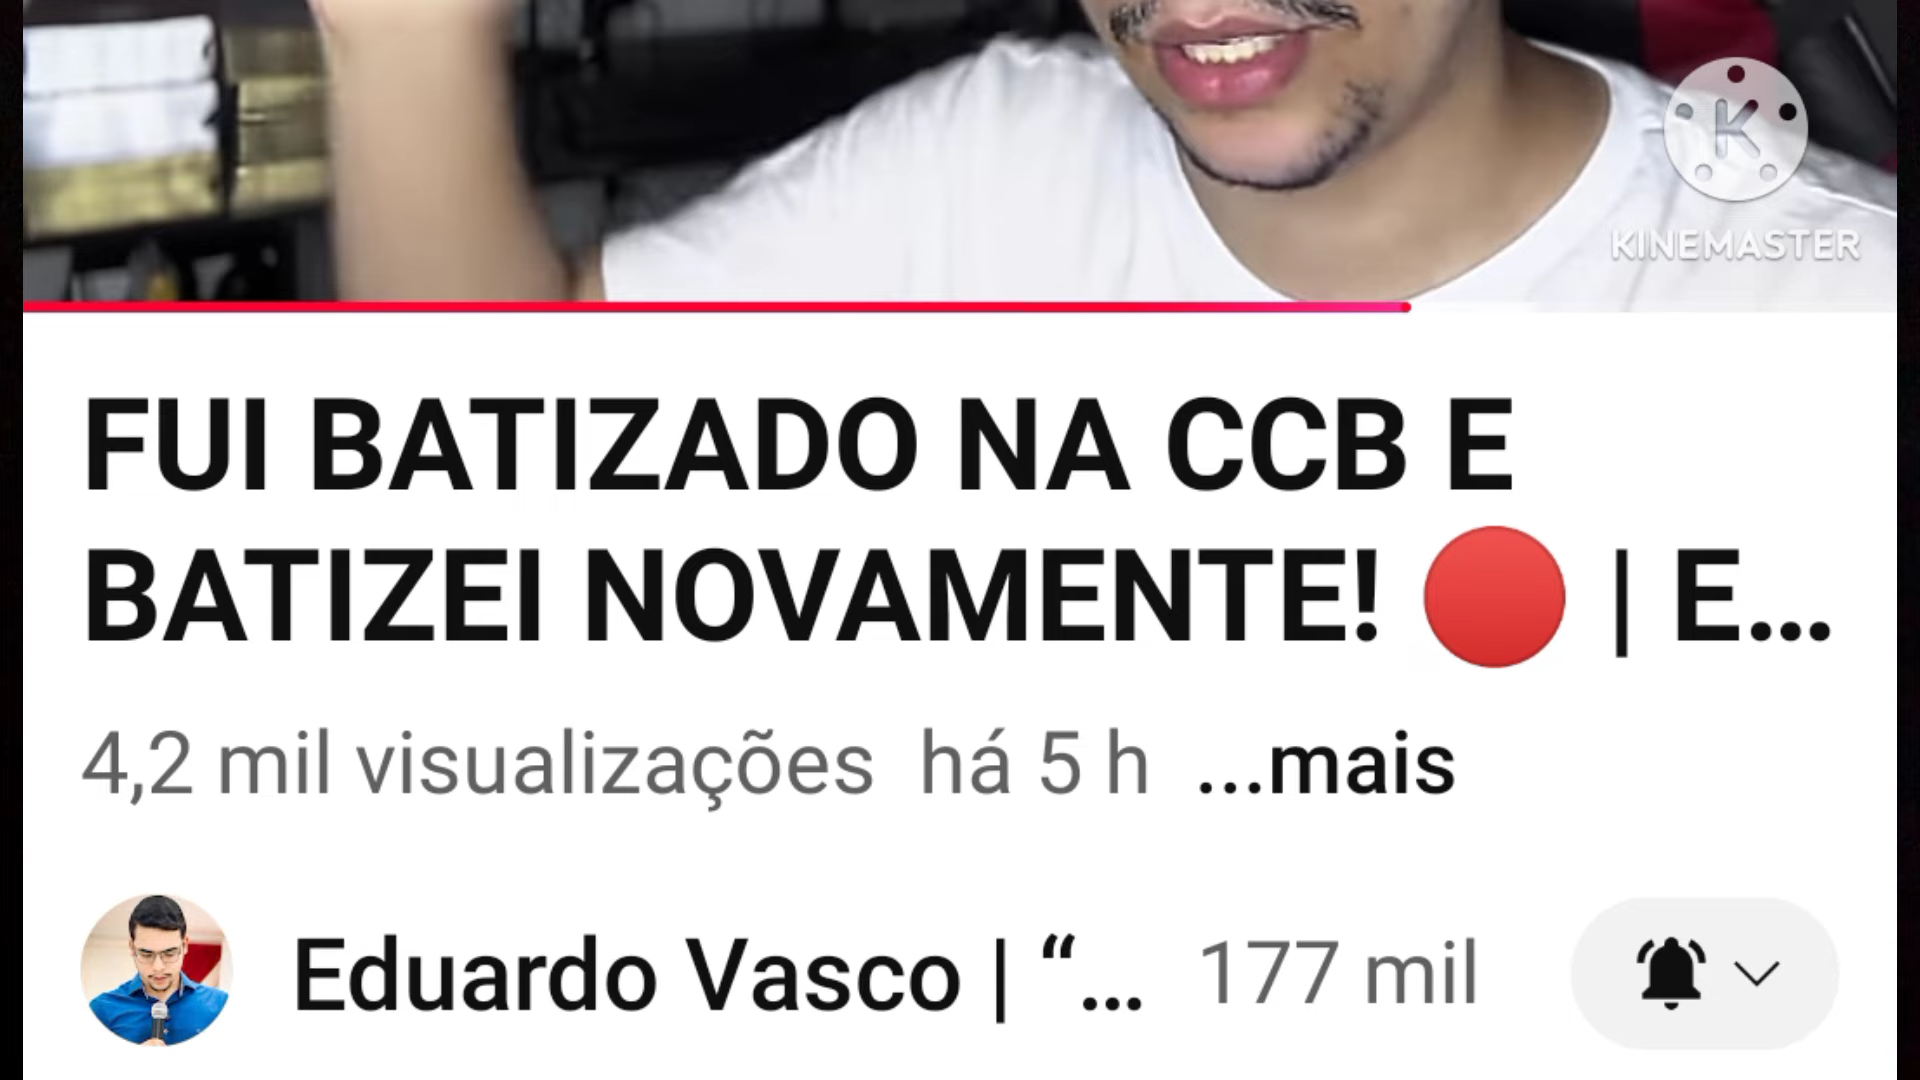 K
KINEMASTER
FUI BATIZADO NA CCB E
BATIZEI NOVAMENTE! 🔴 | E...
4,2 mil visualizações há 5 h ...mais
Eduardo Vasco | “... 177 mil